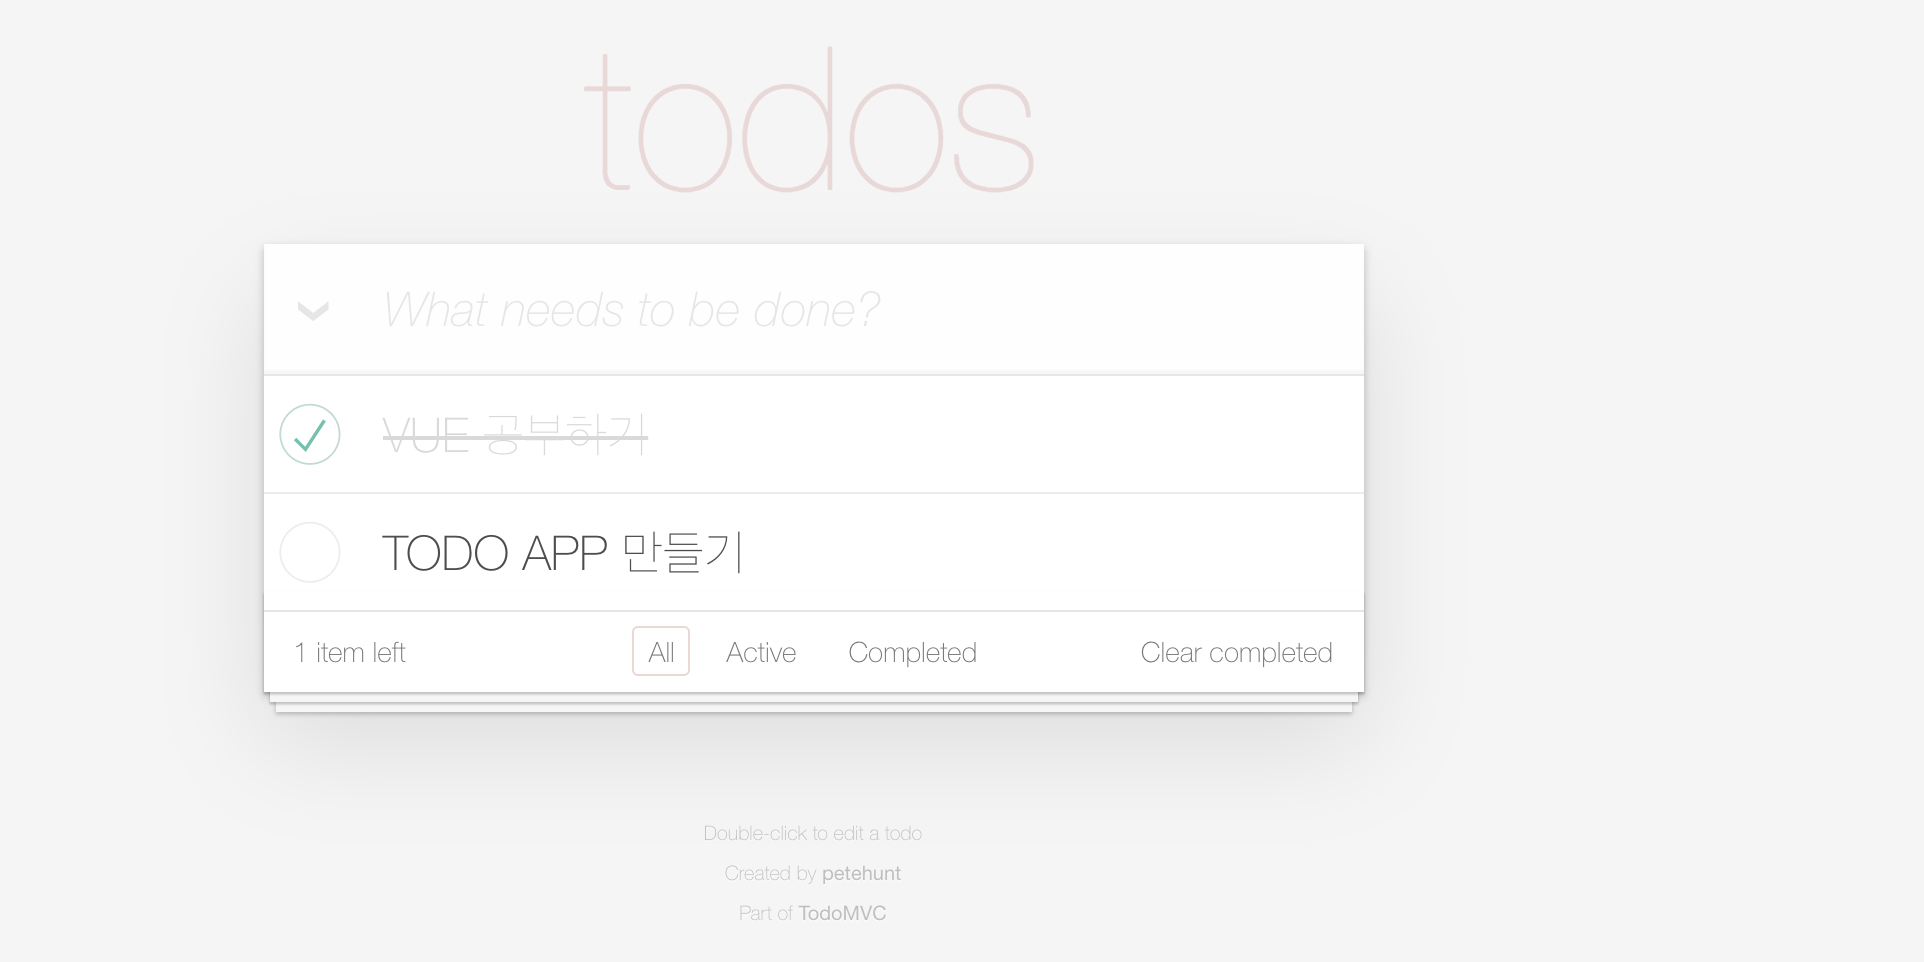 todos
What needs to be done?
VUE 공부하기
TODO APP 만들기
1 item left All Active Completed Clear completed
Double-click to edit a todo
Created by petehunt
Part of TodoMVC